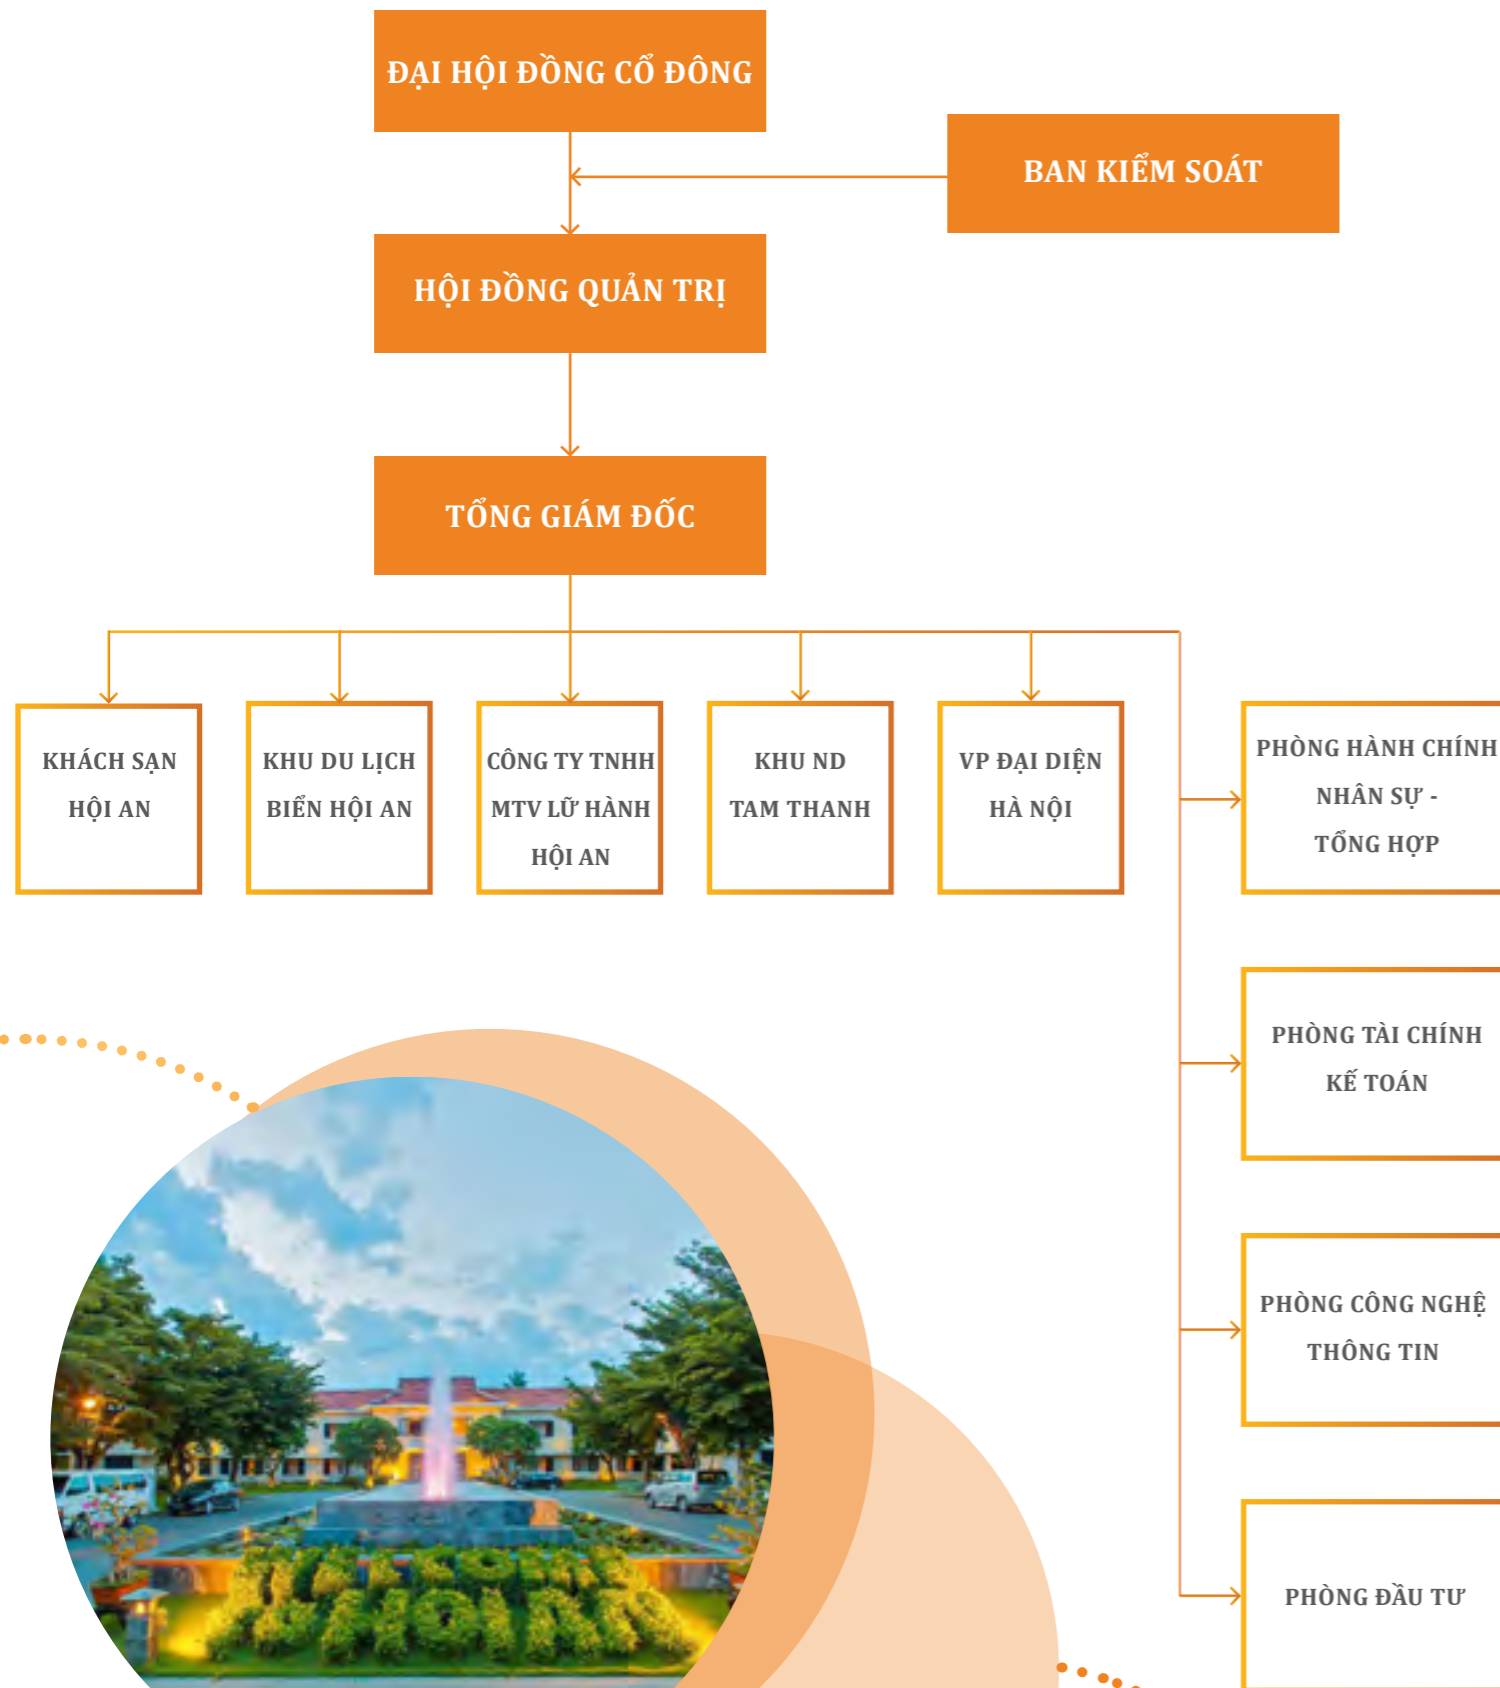 ĐẠI HỘI ĐỒNG CỔ ĐÔNG
BAN KIỂM SOÁT
HỘI ĐỒNG QUẢN TRỊ
TỔNG GIÁM ĐỐC
KHÁCH SẠN
HỘI AN
KHU DU LỊCH
BIỂN HỘI AN
CÔNG TY TNHH
MTV LỮ HÀNH
HỘI AN
KHU ND
TAM THANH
VP ĐẠI DIỆN
HÀ NỘI
PHÒNG HÀNH CHÍNH
NHÂN SỰ -
TỔNG HỢP
PHÒNG TÀI CHÍNH
KẾ TOÁN
PHÒNG CÔNG NGHỆ
THÔNG TIN
PHÒNG ĐẦU TƯ